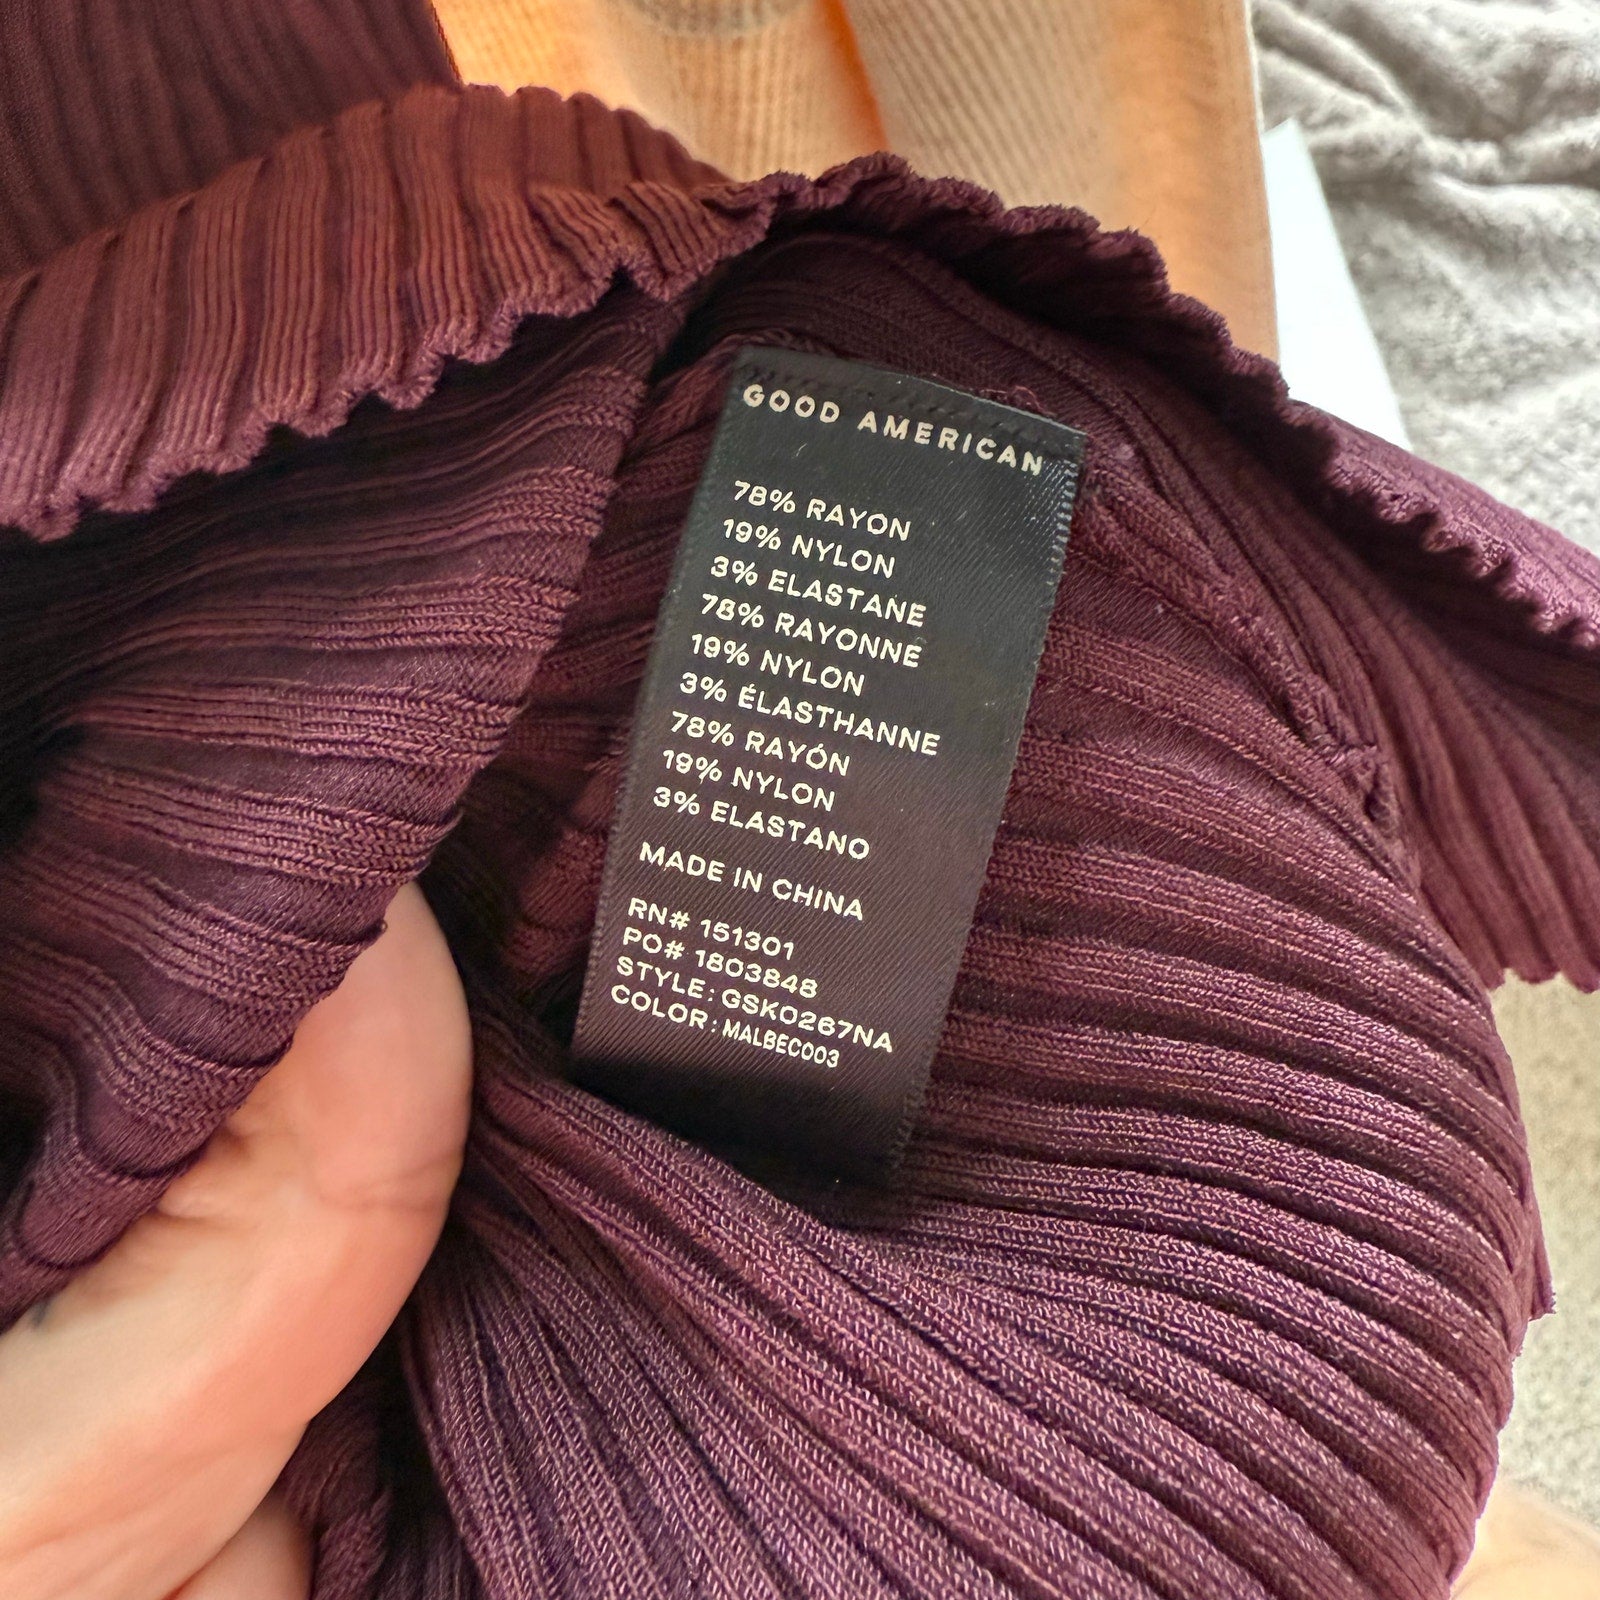 GOOD AMERICAN
78% RAYON
19% NYLON
3% ELASTANE
78% RAYONNE
19% NYLON
3% ÉLASTHANNE
78% RAYÓN
19% NYLON
3% ELASTANO
MADE IN CHINA
RN# 151301
PO# 1803848
STYLE: GSK0267NA
COLOR: MALBEC003